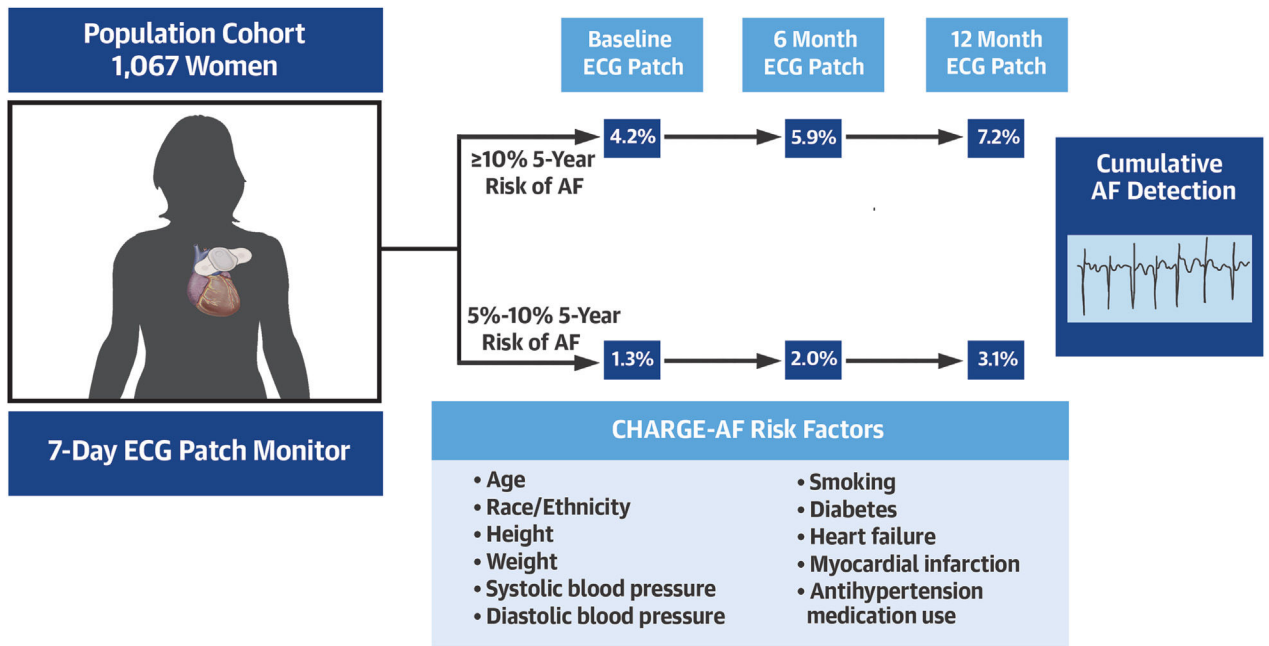 Population Cohort
1,067 Women
7-Day ECG Patch Monitor
Baseline
ECG Patch
6 Month
ECG Patch
12 Month
ECG Patch
≥10% 5-Year
Risk of AF
4.2%
5.9%
7.2%
5%-10% 5-Year
Risk of AF
1.3%
2.0%
3.1%
Cumulative
AF Detection
CHARGE-AF Risk Factors
• Age
• Race/Ethnicity
• Height
• Weight
• Systolic blood pressure
• Diastolic blood pressure
• Smoking
• Diabetes
• Heart failure
• Myocardial infarction
• Antihypertension
medication use